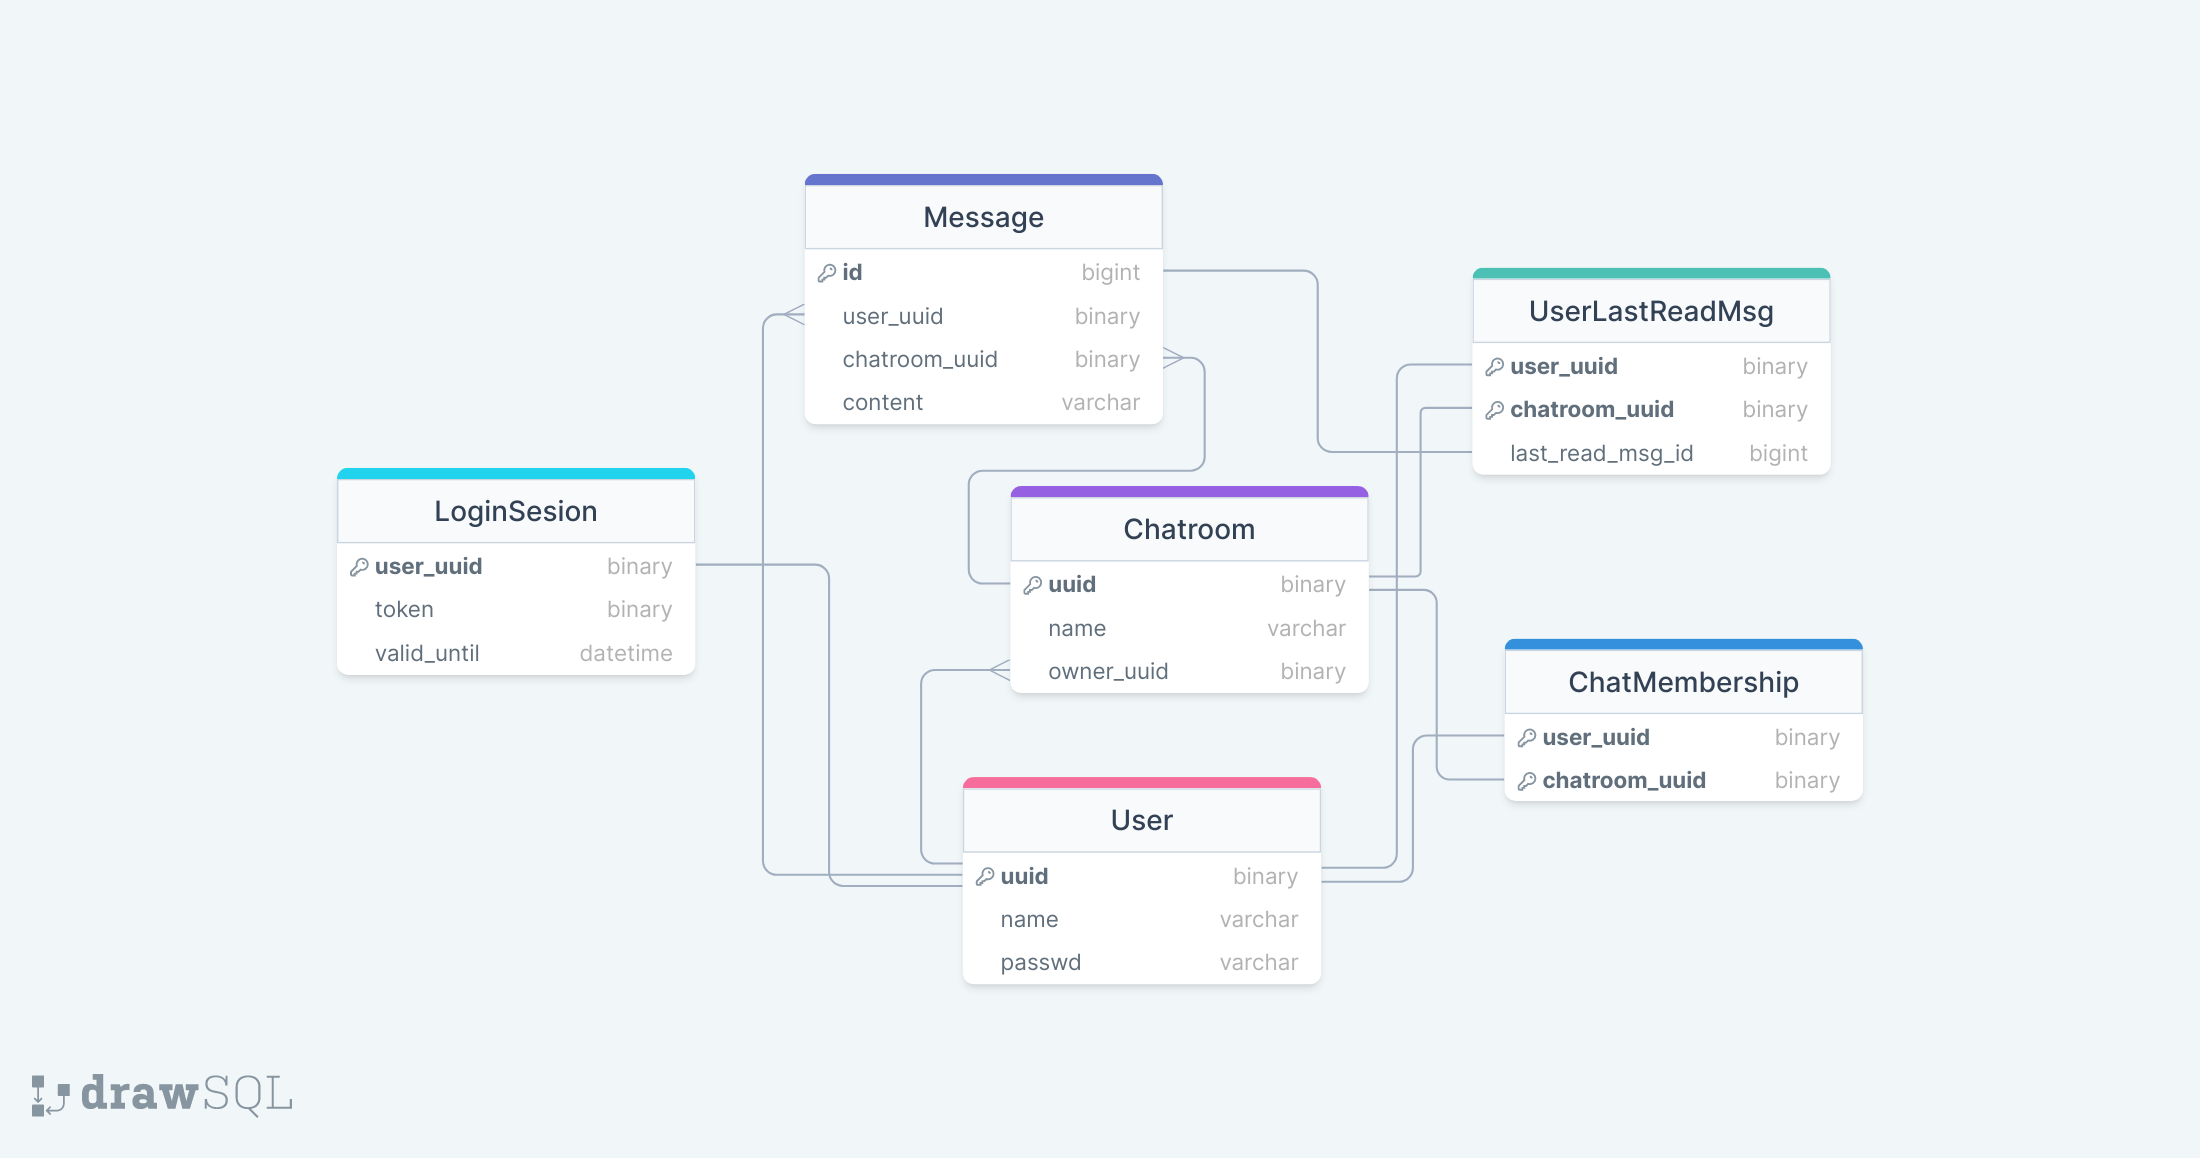 Message
id bigint
user_uuid binary
chatroom_uuid binary
content varchar
UserLastReadMsg
user_uuid binary
chatroom_uuid binary
last_read_msg_id bigint
LoginSesion
user_uuid binary
token binary
valid_until datetime
Chatroom
uuid binary
name varchar
owner_uuid binary
ChatMembership
user_uuid binary
chatroom_uuid binary
User
uuid binary
name varchar
passwd varchar
drawSQL